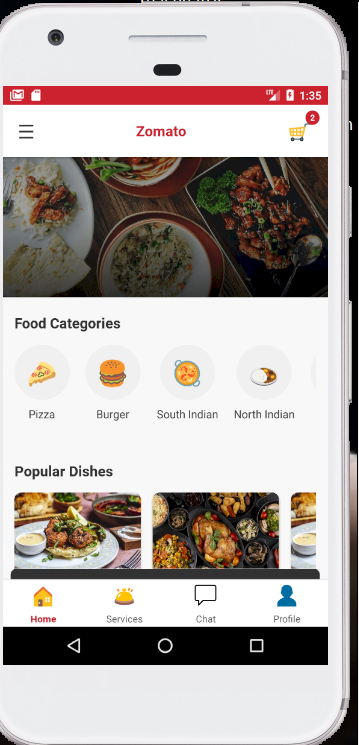 LTE 1:35
Zomato
2
Food Categories
Pizza Burger South Indian North Indian
Popular Dishes
Home Services Chat Profile